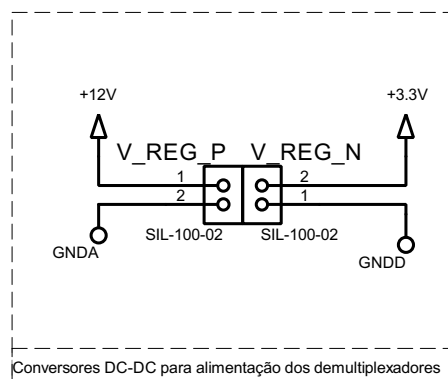 +12V +3.3V
V_REG_P V_REG_N
1 2
2 1
SIL-100-02 SIL-100-02
GNDA GNDD
Conversores DC-DC para alimentação dos demultiplexadores